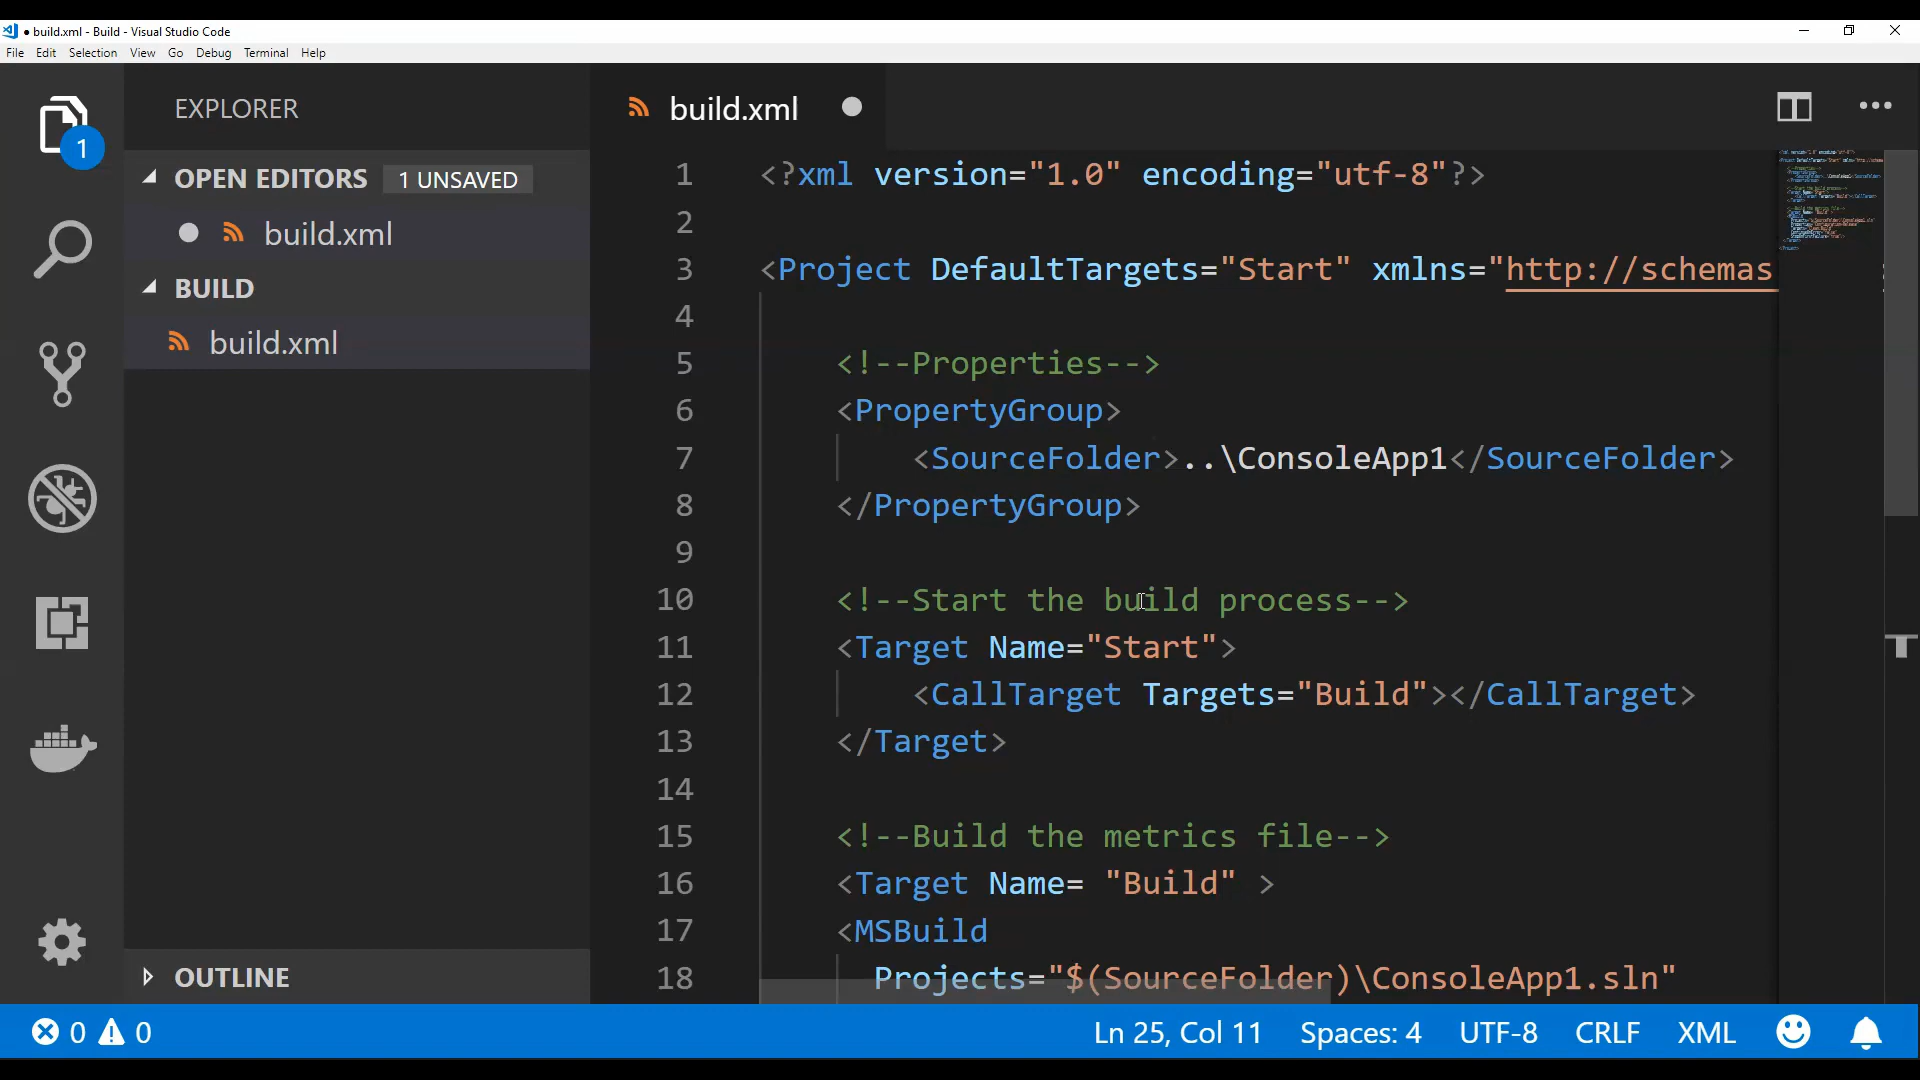 build.xml - Build - Visual Studio Code
File Edit Selection View Go Debug Terminal Help
1
EXPLORER
OPEN EDITORS 1 UNSAVED
build.xml
BUILD
build.xml
OUTLINE
build.xml
1 <?xml version="1.0" encoding="utf-8"?>
2
3 <Project DefaultTargets="Start" xmlns="http://schemas
4
5 <!--Properties-->
6 <PropertyGroup>
7 <SourceFolder>..\ConsoleApp1</SourceFolder>
8 </PropertyGroup>
9
10 <!--Start the build process-->
11 <Target Name="Start">
12 <CallTarget Targets="Build"></CallTarget>
13 </Target>
14
15 <!--Build the metrics file-->
16 <Target Name= "Build" >
17 <MSBuild
18 Projects="$(SourceFolder)\ConsoleApp1.sln"
0 0 Ln 25, Col 11 Spaces: 4 UTF-8 CRLF XML